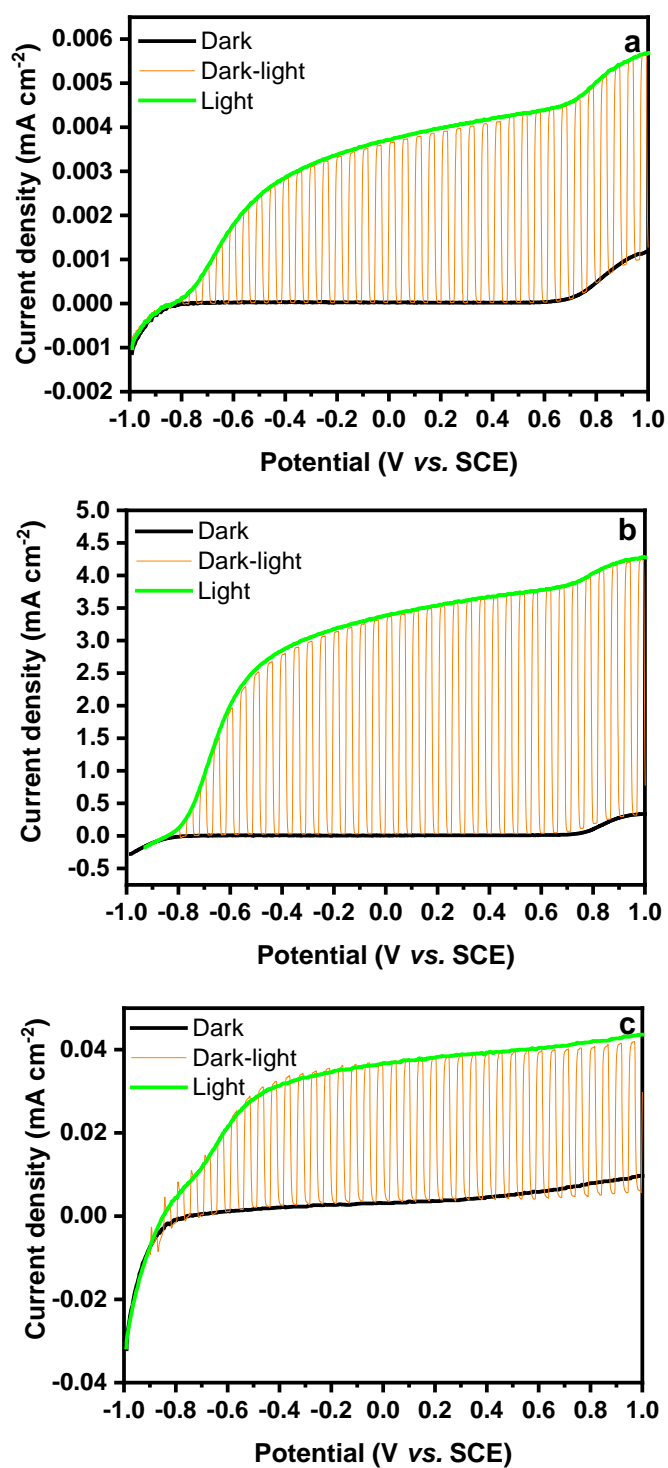 a
Dark
Dark-light
Light
0.006
0.005
0.004
0.003
0.002
0.001
0.000
-0.001
-0.002
Current density (mA cm-2)
-1.0 -0.8 -0.6 -0.4 -0.2 0.0 0.2 0.4 0.6 0.8 1.0
Potential (V vs. SCE)
b
Dark
Dark-light
Light
5.0
4.5
4.0
3.5
3.0
2.5
2.0
1.5
1.0
0.5
0.0
-0.5
Current density (mA cm-2)
-1.0 -0.8 -0.6 -0.4 -0.2 0.0 0.2 0.4 0.6 0.8 1.0
Potential (V vs. SCE)
c
Dark
Dark-light
Light
0.04
0.02
0.00
-0.02
-0.04
Current density (mA cm-2)
-1.0 -0.8 -0.6 -0.4 -0.2 0.0 0.2 0.4 0.6 0.8 1.0
Potential (V vs. SCE)